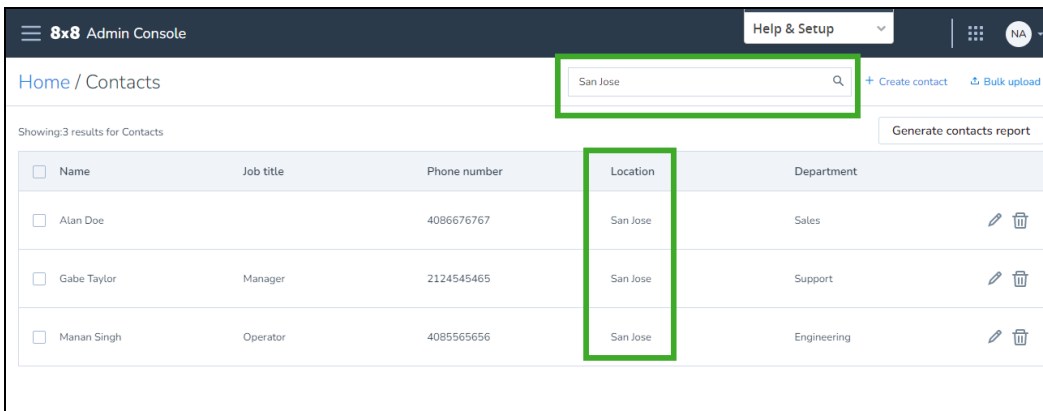 8x8 Admin Console
Help & Setup
NA
Home / Contacts
San Jose
+ Create contact
Bulk upload
Showing:3 results for Contacts
Generate contacts report
Name Job title Phone number Location Department
Alan Doe 4086676767 San Jose Sales
Gabe Taylor Manager 2124545465 San Jose Support
Manan Singh Operator 4085565656 San Jose Engineering